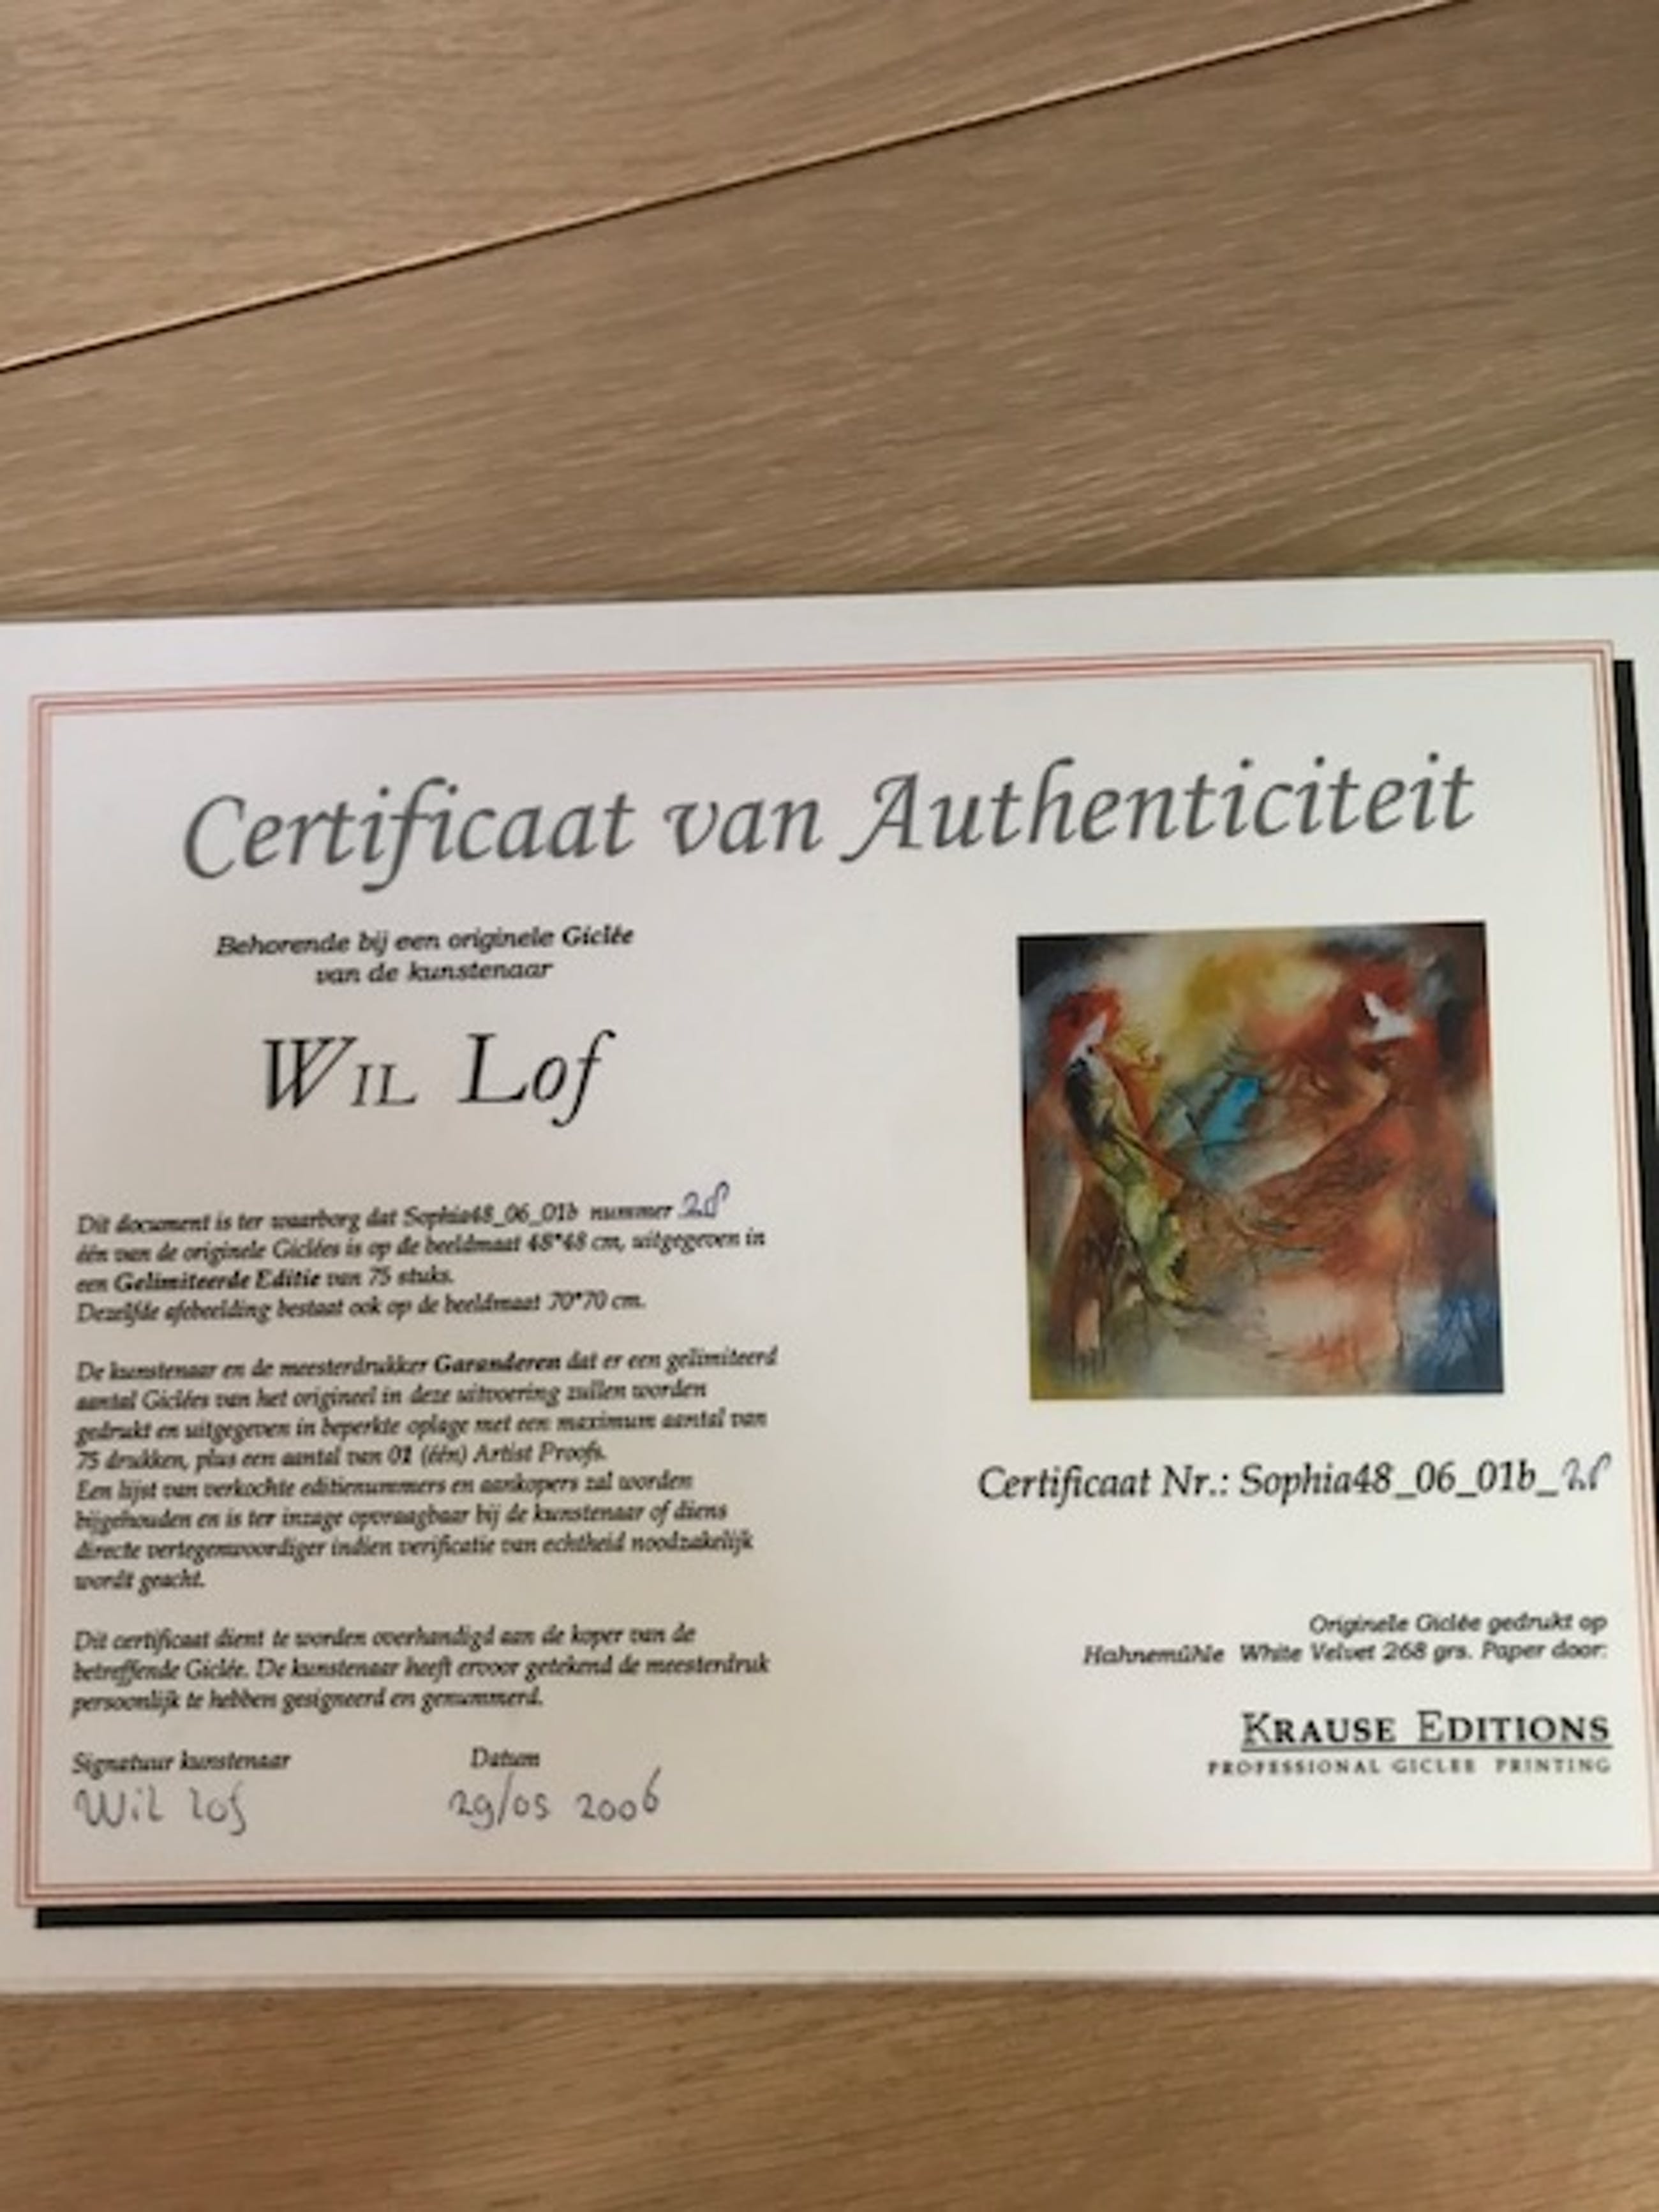 Certificaat van Authenticiteit
Behorende bij een originele Giclée
van de kunstenaar
WIL Lof
Dit document is ter waarborg dat Sophia48_06_01b nummer 28
één van de originele Giclées is op de beeldmaat 48*48 cm, uitgegeven in
een Gelimiteerde Editie van 75 stuks.
Dezelfde afebeelding bestaat ook op de beeldmaat 70*70 cm.
De kunstenaar en de meesterdrukker Garanderen dat er een gelimiteerd
aantal Giclées van het origineel in deze uitvoering zullen worden
gedrukt en uitgegeven in beperkte oplage met een maximum aantal van
75 drukken, plus een aantal van 01 (één) Artist Proofs.
Een lijst van verkochte editienummers en aankopers zal worden
bijgehouden en is ter inzage opvraagbaar bij de kunstenaar of diens
directe vertegenwoordiger indien verificatie van echtheid noodzakelijk
wordt geacht.
Dit certificaat dient te worden overhandigd aan de koper van de
betreffende Giclée. De kunstenaar heeft ervoor getekend de meesterdruk
persoonlijk te hebben gesigneerd en genummerd.
Signatuur kunstenaar Datum
Wil Lof 29/05 2006
Certificaat Nr.: Sophia48_06_01b_28
Originele Giclée gedrukt op
Hahnemühle White Velvet 268 grs. Paper door:
KRAUSE EDITIONS
PROFESSIONAL GICLEE PRINTING